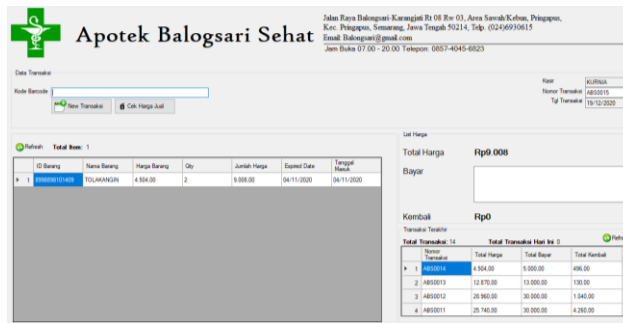 Apotek Balogsari Sehat
Jalan Raya Balongsari-Karangjati Rt 08 Rw 03, Area Sawah/Kebun, Pringapus,
Kec. Pringapus, Semarang, Jawa Tengah 50214, Telp. (024)6930615
Email: Balongsari@gmail.com
Jam Buka 07.00 - 20.00 Telepon: 0857-4045-6823
Data Transaksi
Kode Barcode
New Transaksi
Cek Harga Jual
Kasir KURNIA
Nomor Transaksi ABS0015
Tgl Transaksi 19/12/2020
Refresh Total Item: 1
ID Barang Nama Barang Harga Barang Qty Jumlah Harga Expired Date Tanggal Masuk
1 8998898101409 TOLAKANGIN 4.504,00 2 9.008,00 04/11/2020 04/11/2020
List Harga
Total Harga Rp9.008
Bayar
Kembali Rp0
Transaksi Terakhir
Total Transaksi: 14 Total Transaksi Hari Ini 0 Refre
Nomor Transaksi Total Harga Total Bayar Total Kembali
1 ABS0014 4.504,00 5.000,00 496,00
2 ABS0013 12.870,00 13.000,00 130,00
3 ABS0012 28.960,00 30.000,00 1.040,00
4 ABS0011 25.740,00 30.000,00 4.260,00